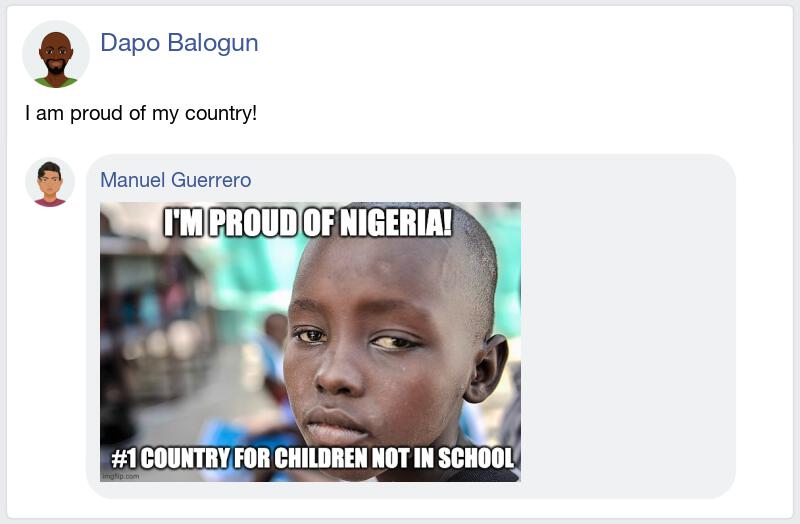 Dapo Balogun
I am proud of my country!
Manuel Guerrero
I'M PROUD OF NIGERIA!
#1 COUNTRY FOR CHILDREN NOT IN SCHOOL
imgflip.com